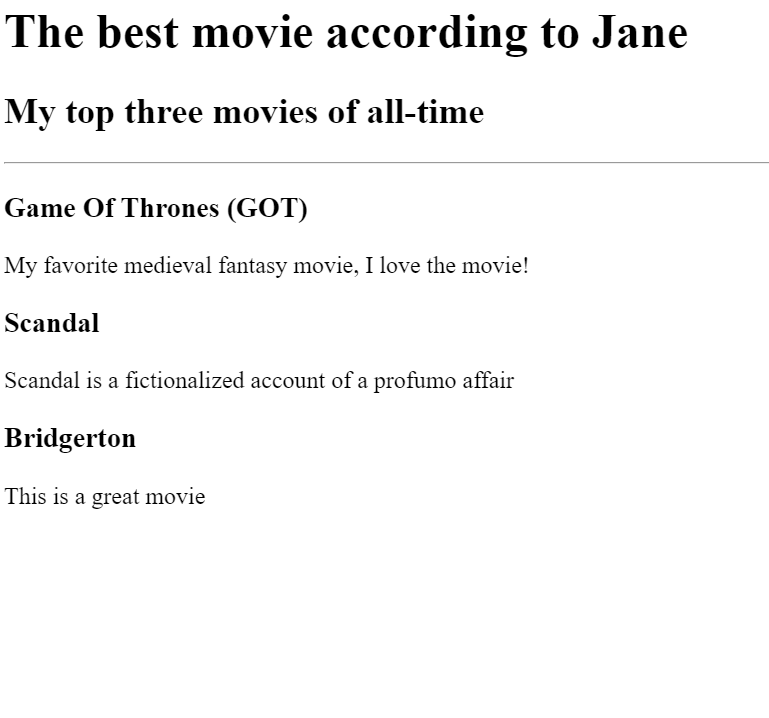 The best movie according to Jane
My top three movies of all-time
Game Of Thrones (GOT)
My favorite medieval fantasy movie, I love the movie!
Scandal
Scandal is a fictionalized account of a profumo affair
Bridgerton
This is a great movie